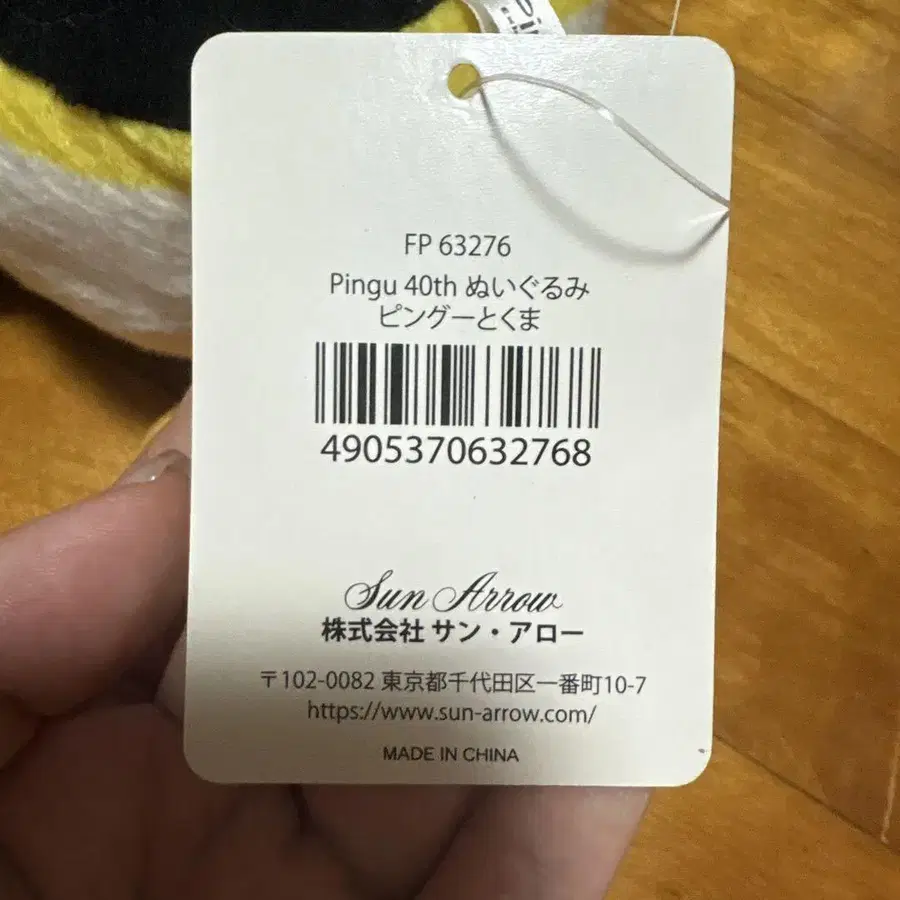 FP 63276
Pingu 40th ぬいぐるみ
ピングーとくま
4905370632768
Sun Arrow
株式会社 サン・アロー
〒102-0082 東京都千代田区一番町10-7
https://www.sun-arrow.com/
MADE IN CHINA